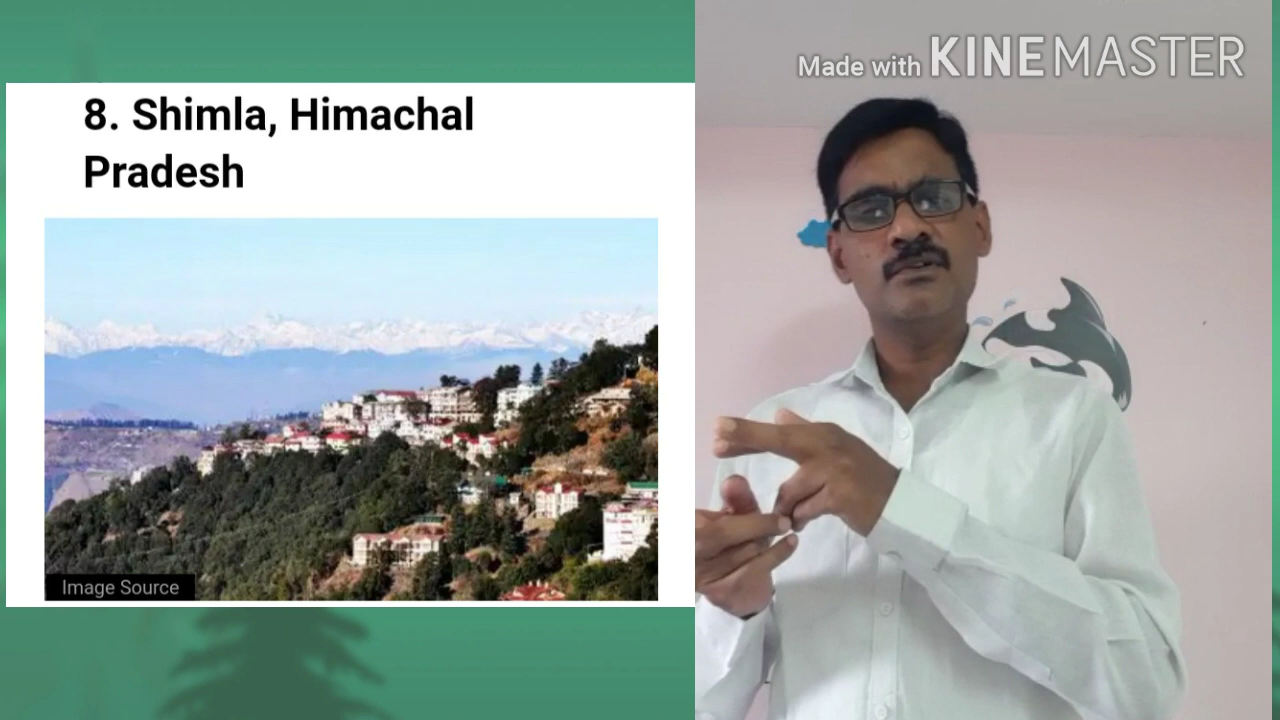 8. Shimla, Himachal
Pradesh
Image Source
Made with KINEMASTER